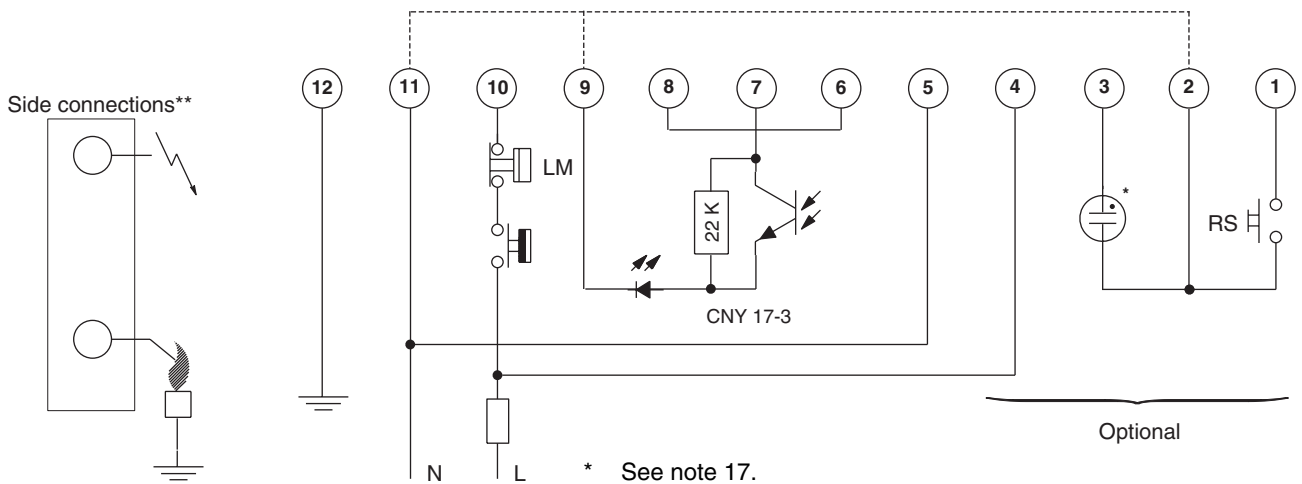 12 11 10 9 8 7 6 5 4 3 2 1
Side connections**
LM
*
22 K
RS
CNY 17-3
Optional
N L * See note 17.